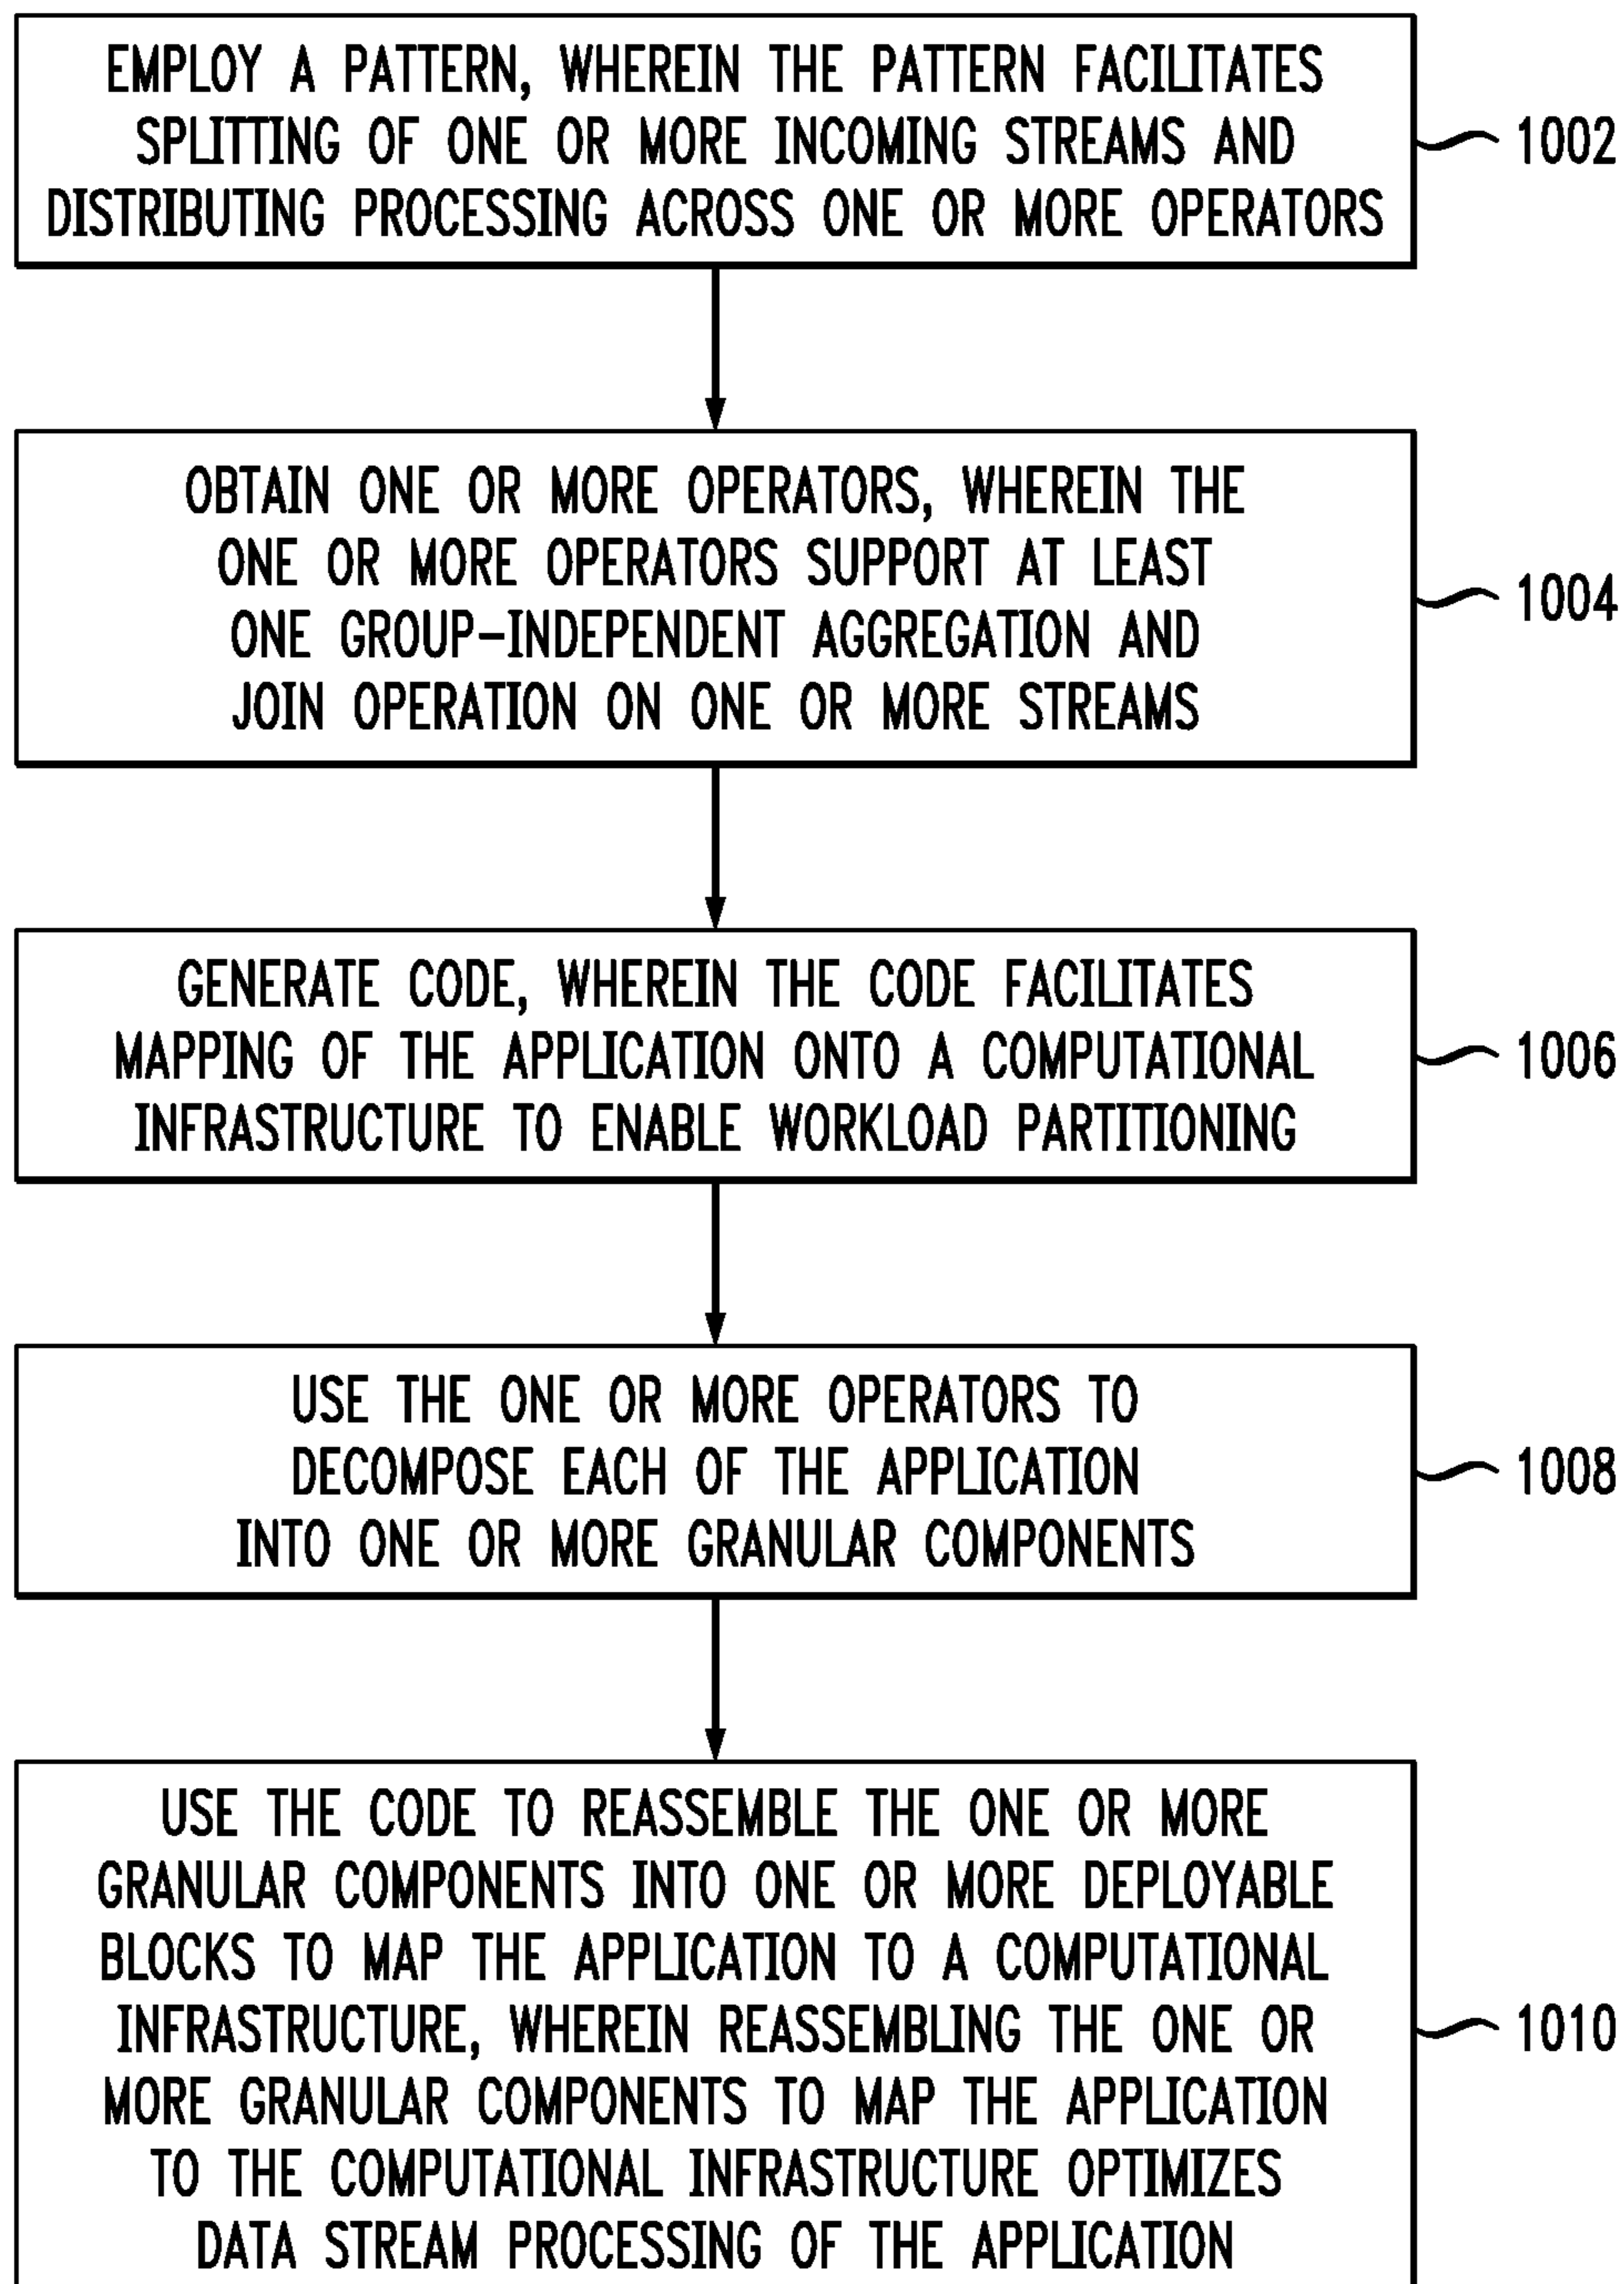 EMPLOY A PATTERN, WHEREIN THE PATTERN FACILITATES
SPLITTING OF ONE OR MORE INCOMING STREAMS AND
DISTRIBUTING PROCESSING ACROSS ONE OR MORE OPERATORS
1002
OBTAIN ONE OR MORE OPERATORS, WHEREIN THE
ONE OR MORE OPERATORS SUPPORT AT LEAST
ONE GROUP-INDEPENDENT AGGREGATION AND
JOIN OPERATION ON ONE OR MORE STREAMS
1004
GENERATE CODE, WHEREIN THE CODE FACILITATES
MAPPING OF THE APPLICATION ONTO A COMPUTATIONAL
INFRASTRUCTURE TO ENABLE WORKLOAD PARTITIONING
1006
USE THE ONE OR MORE OPERATORS TO
DECOMPOSE EACH OF THE APPLICATION
INTO ONE OR MORE GRANULAR COMPONENTS
1008
USE THE CODE TO REASSEMBLE THE ONE OR MORE
GRANULAR COMPONENTS INTO ONE OR MORE DEPLOYABLE
BLOCKS TO MAP THE APPLICATION TO A COMPUTATIONAL
INFRASTRUCTURE, WHEREIN REASSEMBLING THE ONE OR
MORE GRANULAR COMPONENTS TO MAP THE APPLICATION
TO THE COMPUTATIONAL INFRASTRUCTURE OPTIMIZES
DATA STREAM PROCESSING OF THE APPLICATION
1010